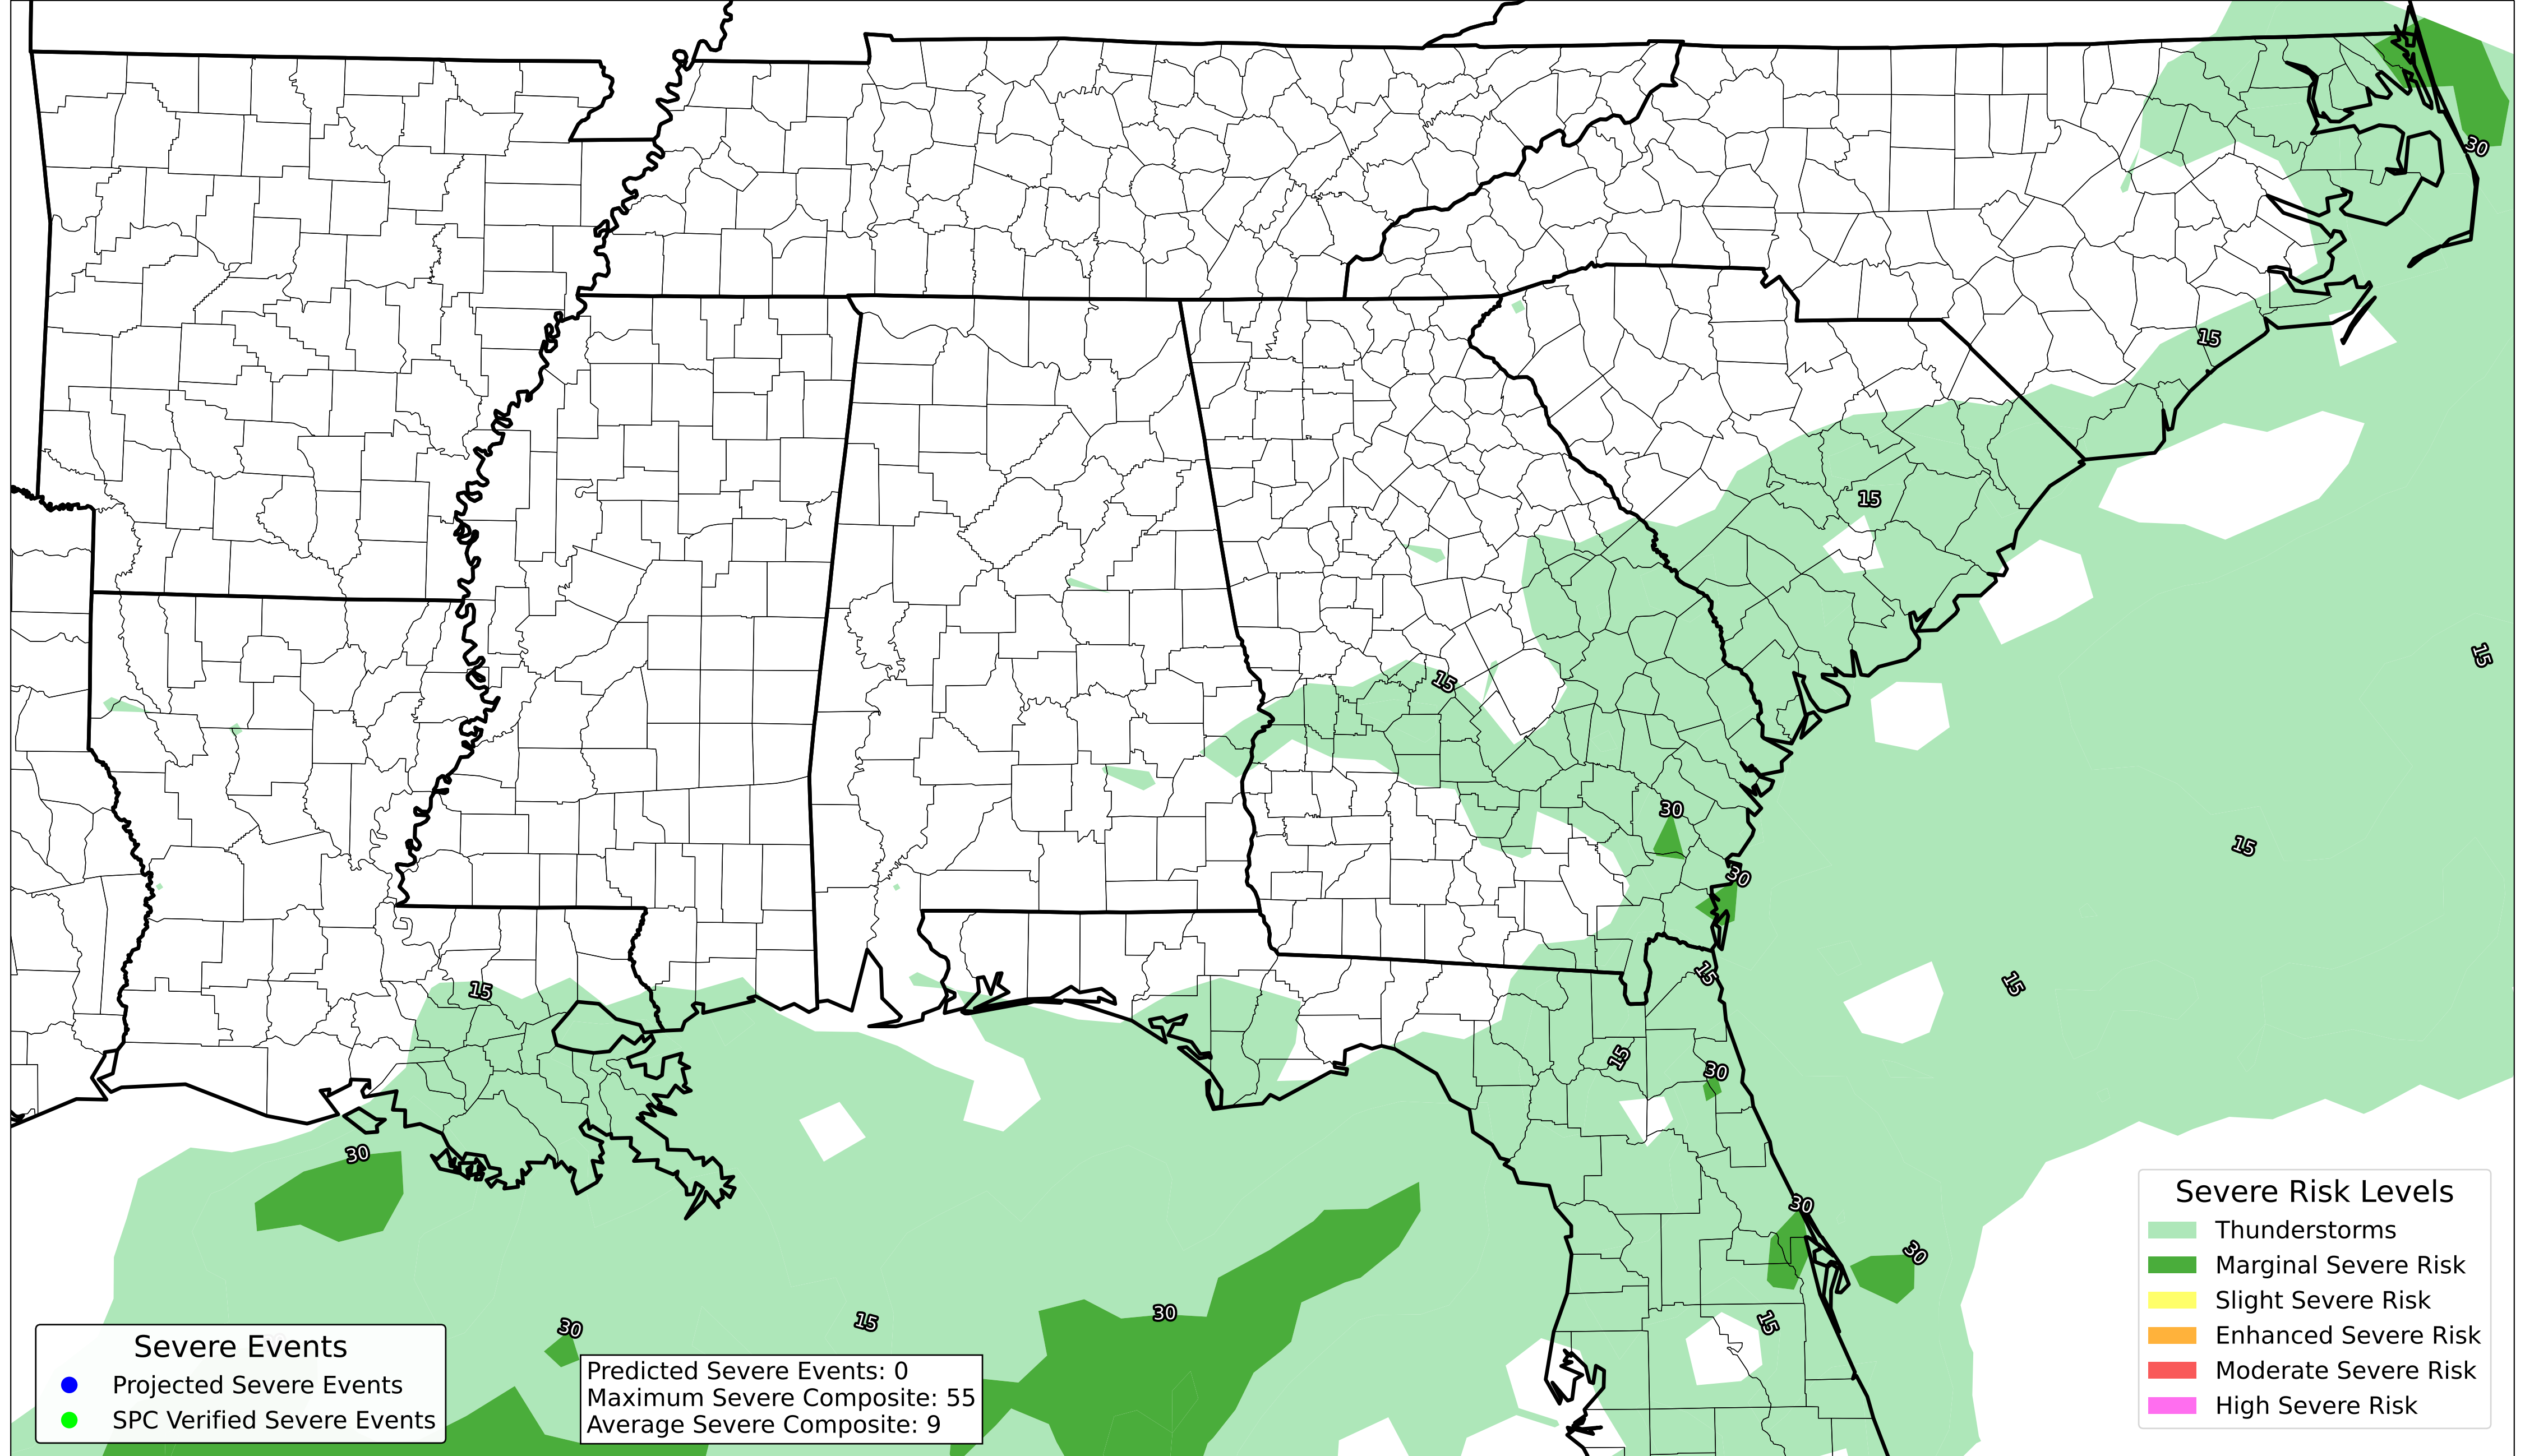 30
15
15
15
15
30
15
30
15
15
15
15
30
30
30
30
30
15
30
15
30
Severe Risk Levels
Thunderstorms
Marginal Severe Risk
Slight Severe Risk
Enhanced Severe Risk
Moderate Severe Risk
High Severe Risk
Severe Events
Projected Severe Events
SPC Verified Severe Events
Predicted Severe Events: 0
Maximum Severe Composite: 55
Average Severe Composite: 9